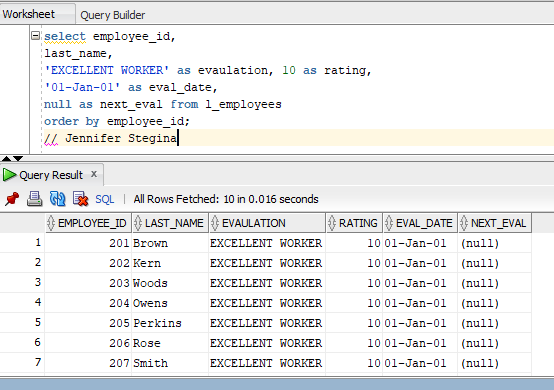 Worksheet Query Builder
select employee_id,
last_name,
'EXCELLENT WORKER' as evaulation, 10 as rating,
'01-Jan-01' as eval_date,
null as next_eval from l_employees
order by employee_id;
// Jennifer Stegina
Query Result x
SQL | All Rows Fetched: 10 in 0.016 seconds
EMPLOYEE_ID LAST_NAME EVAULATION RATING EVAL_DATE NEXT_EVAL
1 201 Brown EXCELLENT WORKER 10 01-Jan-01 (null)
2 202 Kern EXCELLENT WORKER 10 01-Jan-01 (null)
3 203 Woods EXCELLENT WORKER 10 01-Jan-01 (null)
4 204 Owens EXCELLENT WORKER 10 01-Jan-01 (null)
5 205 Perkins EXCELLENT WORKER 10 01-Jan-01 (null)
6 206 Rose EXCELLENT WORKER 10 01-Jan-01 (null)
7 207 Smith EXCELLENT WORKER 10 01-Jan-01 (null)